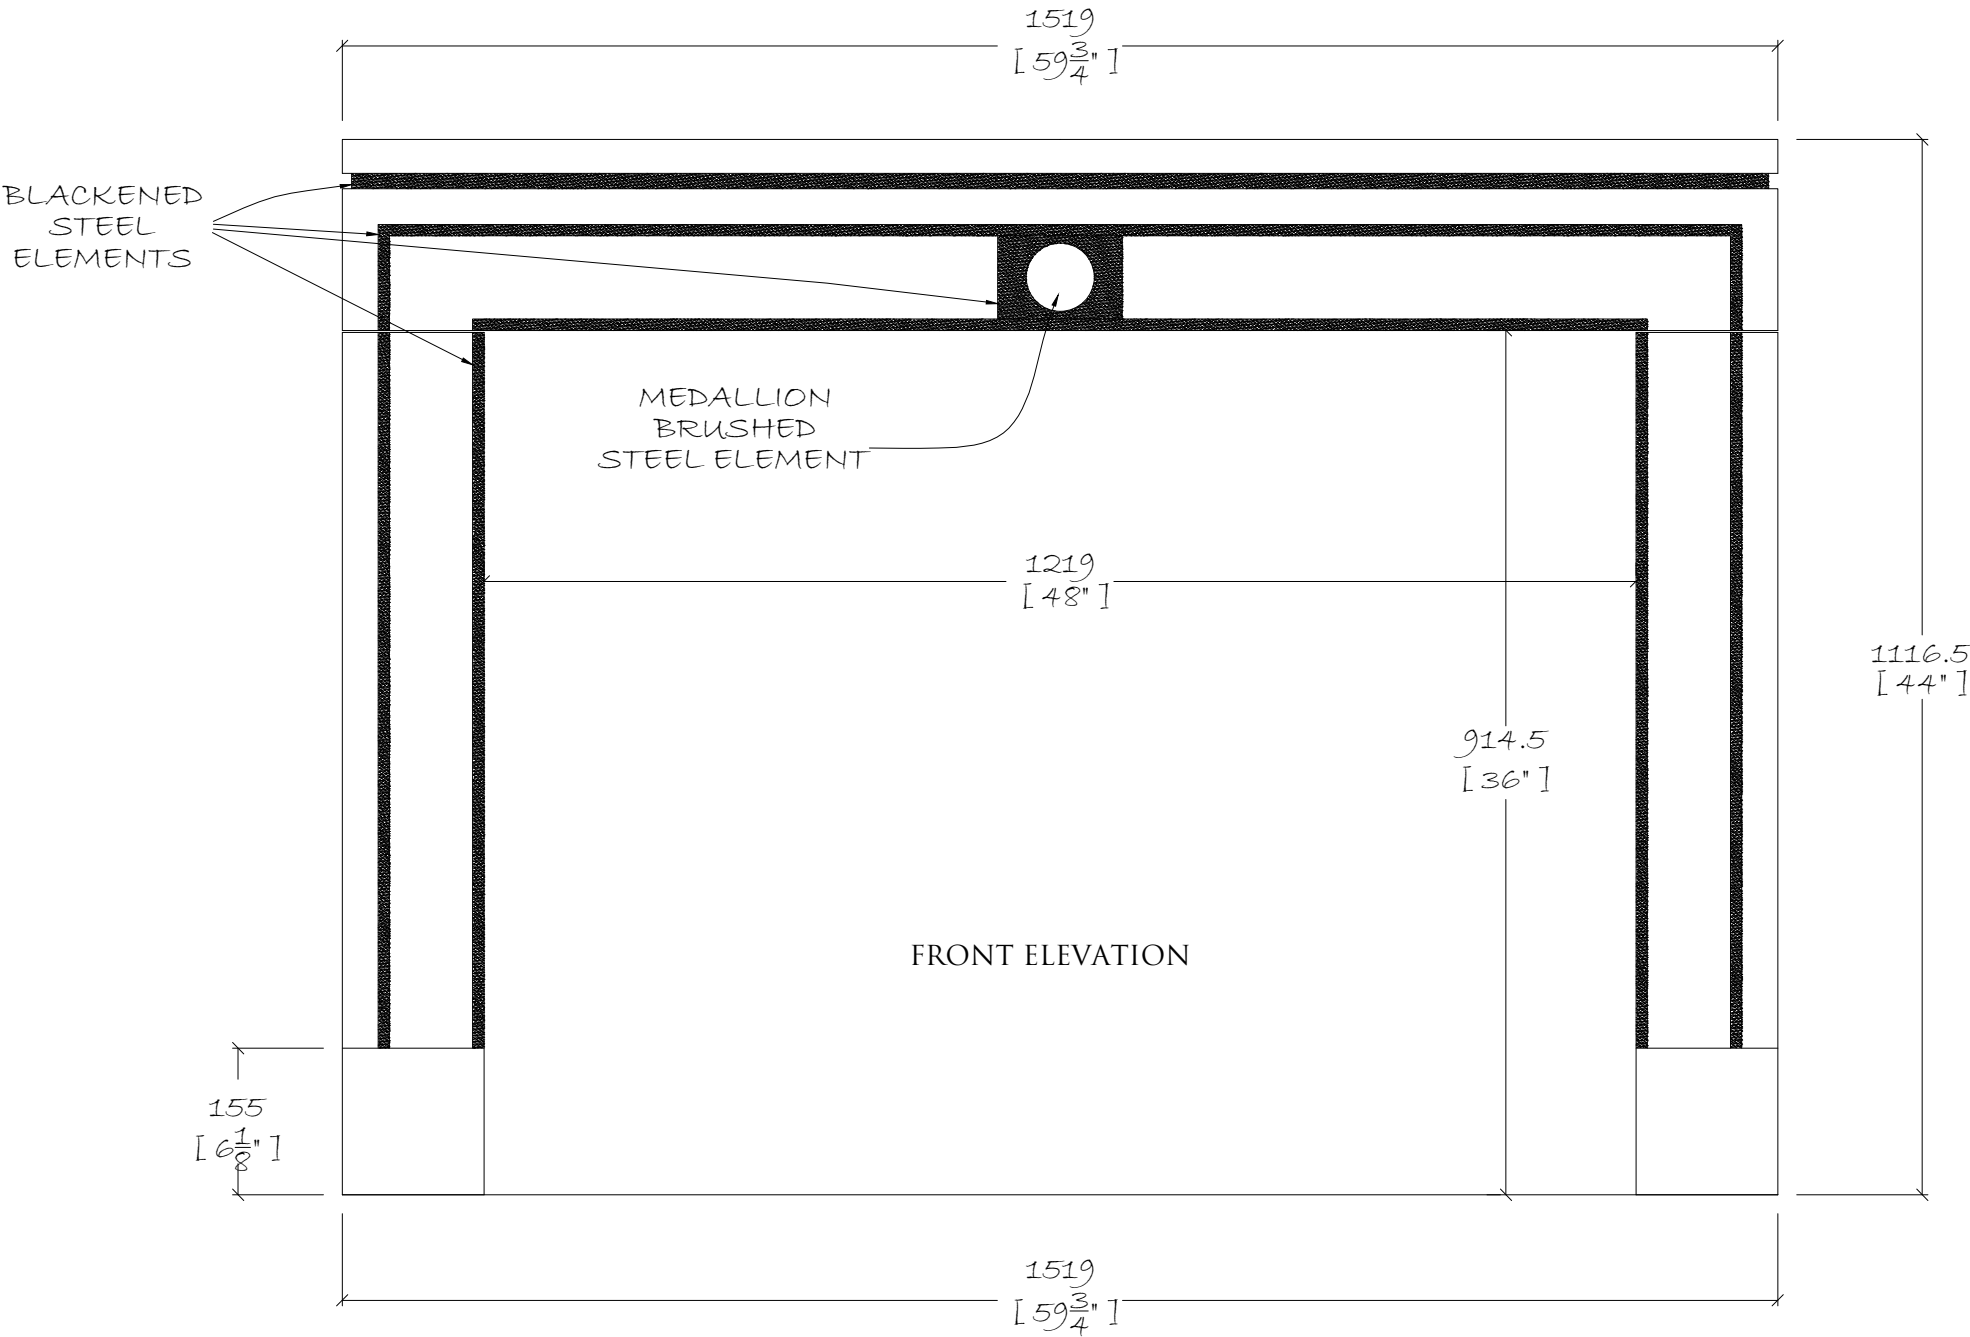 1519
[ 59 3/4" ]
BLACKENED
STEEL
ELEMENTS
MEDALLION
BRUSHED
STEEL ELEMENT
1219
[ 48" ]
1116.5
[ 44" ]
914.5
[ 36" ]
FRONT ELEVATION
155
[ 6 1/8" ]
1519
[ 59 3/4" ]